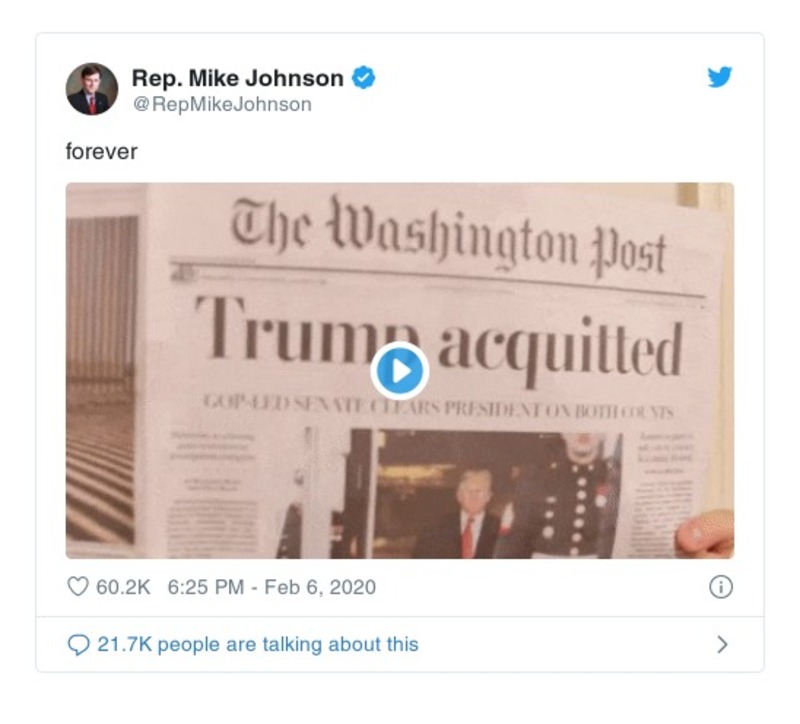 Rep. Mike Johnson
@RepMikeJohnson
forever
The Washington Post
Trump acquitted
GOP-LED SENATE CLEARS PRESIDENT ON BOTH COUNTS
60.2K 6:25 PM - Feb 6, 2020
21.7K people are talking about this